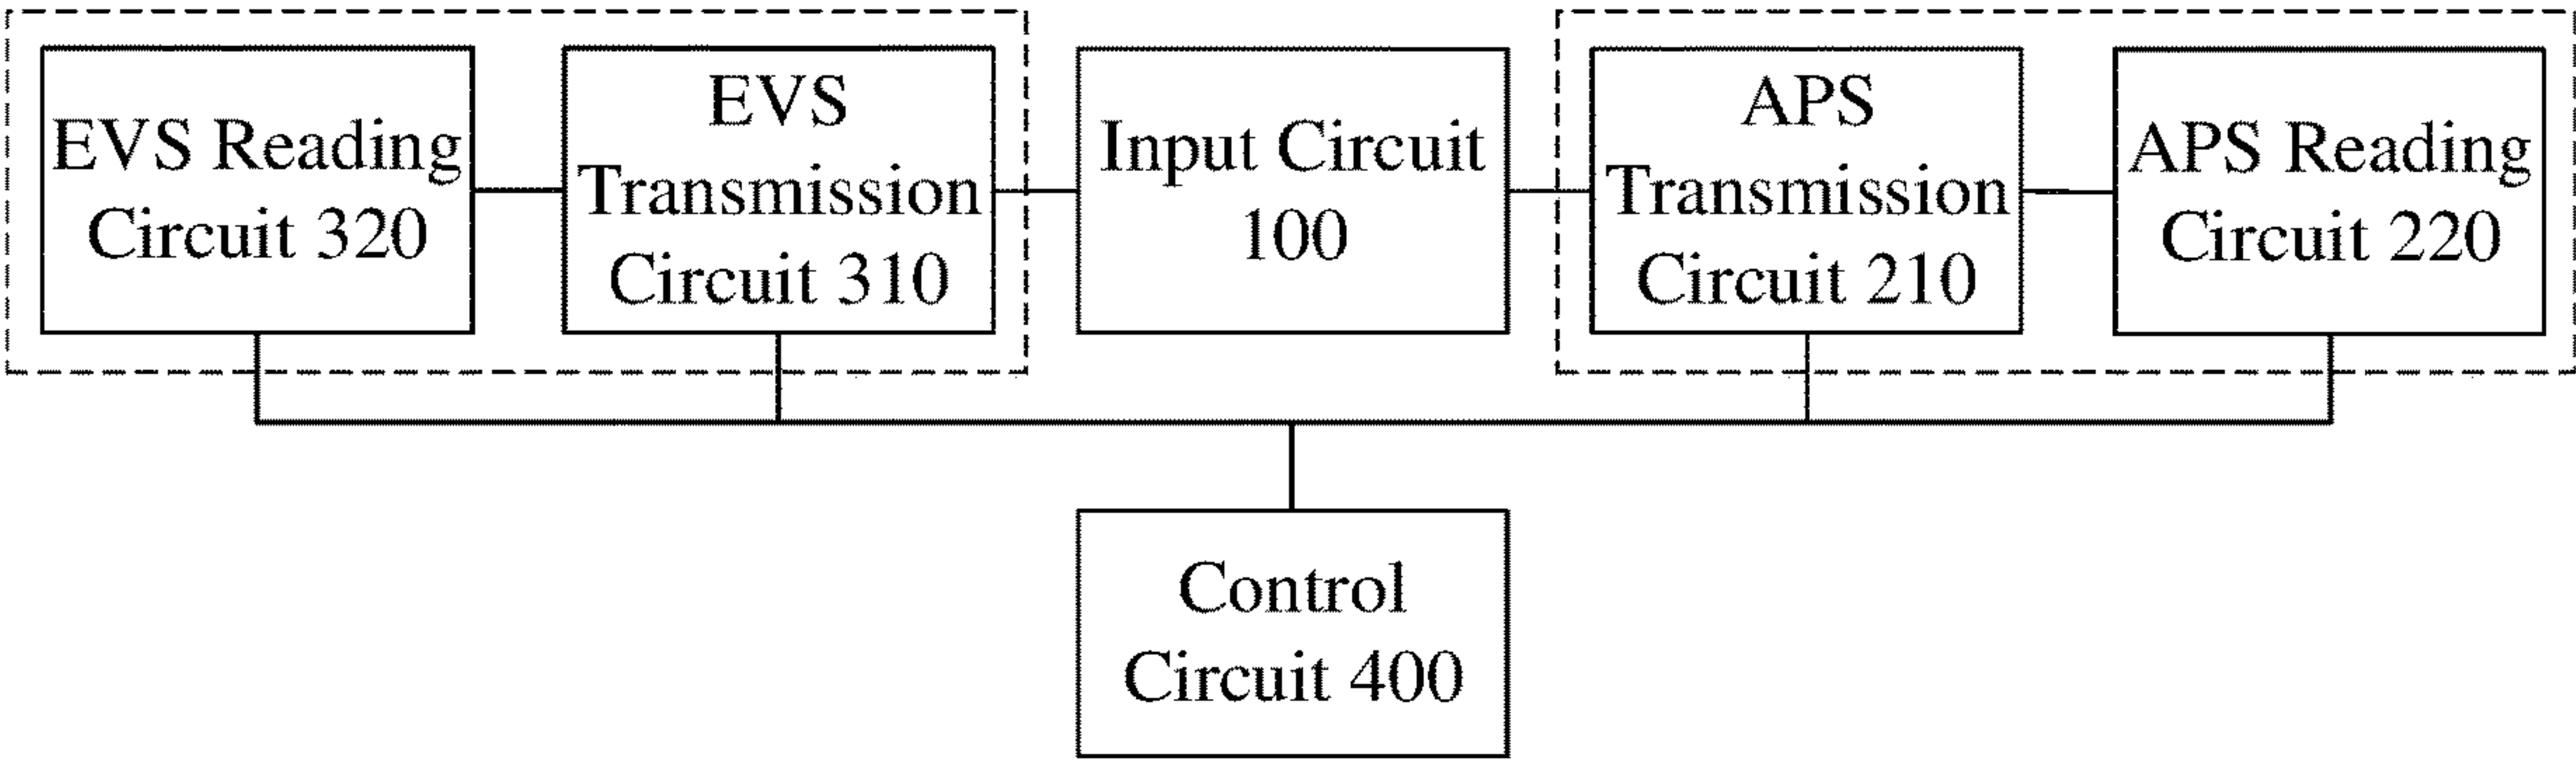 EVS Reading
Circuit 320
EVS
Transmission
Circuit 310
Input Circuit
100
APS
Transmission
Circuit 210
APS Reading
Circuit 220
Control
Circuit 400